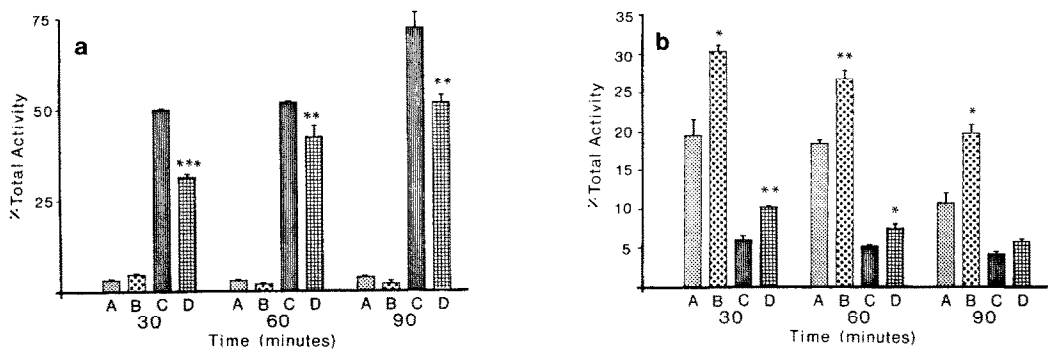 a
75
50
25
% Total Activity
***
**
**
A B C D A B C D A B C D
30 60 90
Time (minutes)
b
35
30
25
20
15
10
5
% Total Activity
*
**
**
*
*
A B C D A B C D A B C D
30 60 90
Time (minutes)